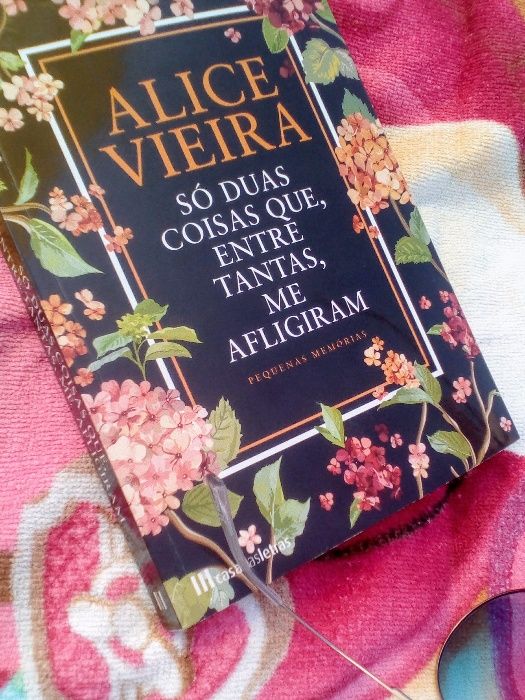 ALICE
VIEIRA
SÓ DUAS
COISAS QUE,
ENTRE
TANTAS,
ME
AFLIGIRAM
PEQUENAS MEMÓRIAS
casadasletras